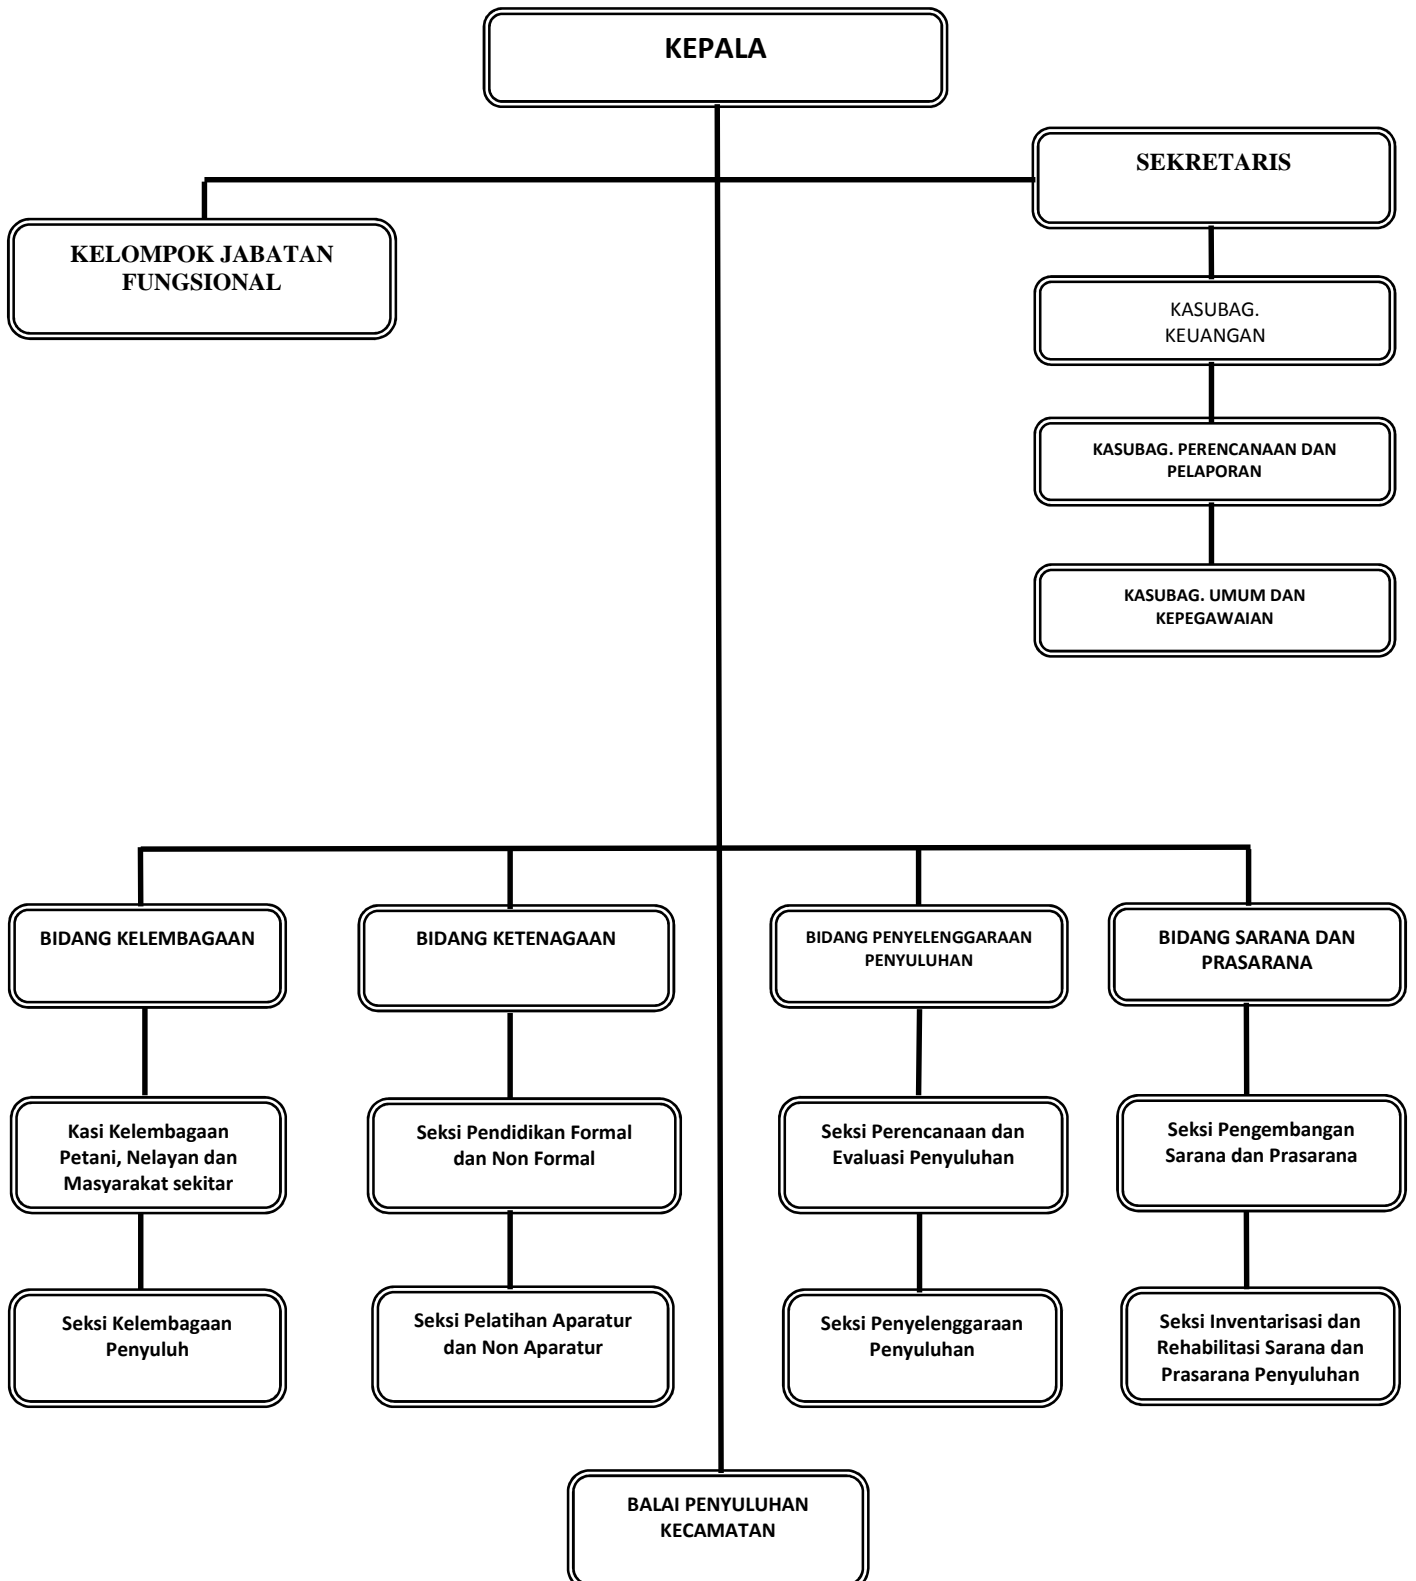 KEPALA
SEKRETARIS
KELOMPOK JABATAN
FUNGSIONAL
KASUBAG.
KEUANGAN
KASUBAG. PERENCANAAN DAN
PELAPORAN
KASUBAG. UMUM DAN
KEPEGAWAIAN
BIDANG KELEMBAGAAN
BIDANG KETENAGAAN
BIDANG PENYELENGGARAAN
PENYULUHAN
BIDANG SARANA DAN
PRASARANA
Kasi Kelembagaan
Petani, Nelayan dan
Masyarakat sekitar
Seksi Pendidikan Formal
dan Non Formal
Seksi Perencanaan dan
Evaluasi Penyuluhan
Seksi Pengembangan
Sarana dan Prasarana
Seksi Kelembagaan
Penyuluh
Seksi Pelatihan Aparatur
dan Non Aparatur
Seksi Penyelenggaraan
Penyuluhan
Seksi Inventarisasi dan
Rehabilitasi Sarana dan
Prasarana Penyuluhan
BALAI PENYULUHAN
KECAMATAN